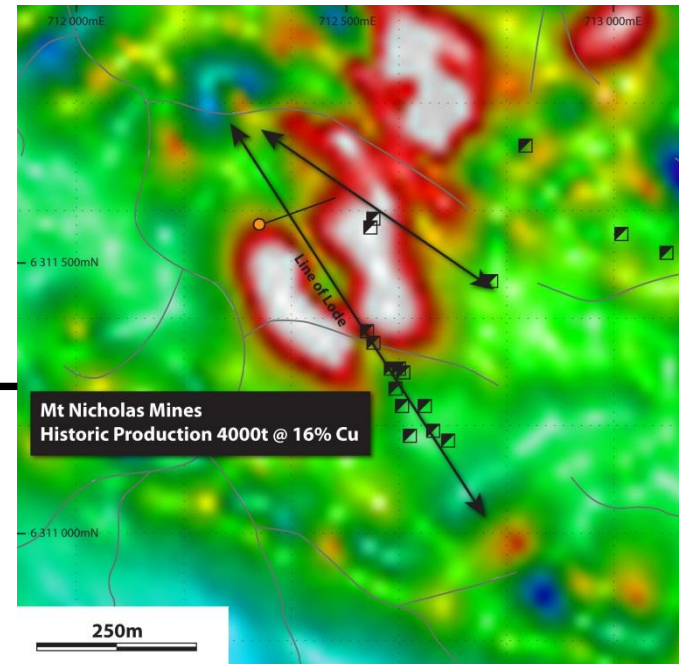 712 000mE
712 500mE
713 000mE
6 311 500mN
Line of Lode
Mt Nicholas Mines
Historic Production 4000t @ 16% Cu
6 311 000mN
250m